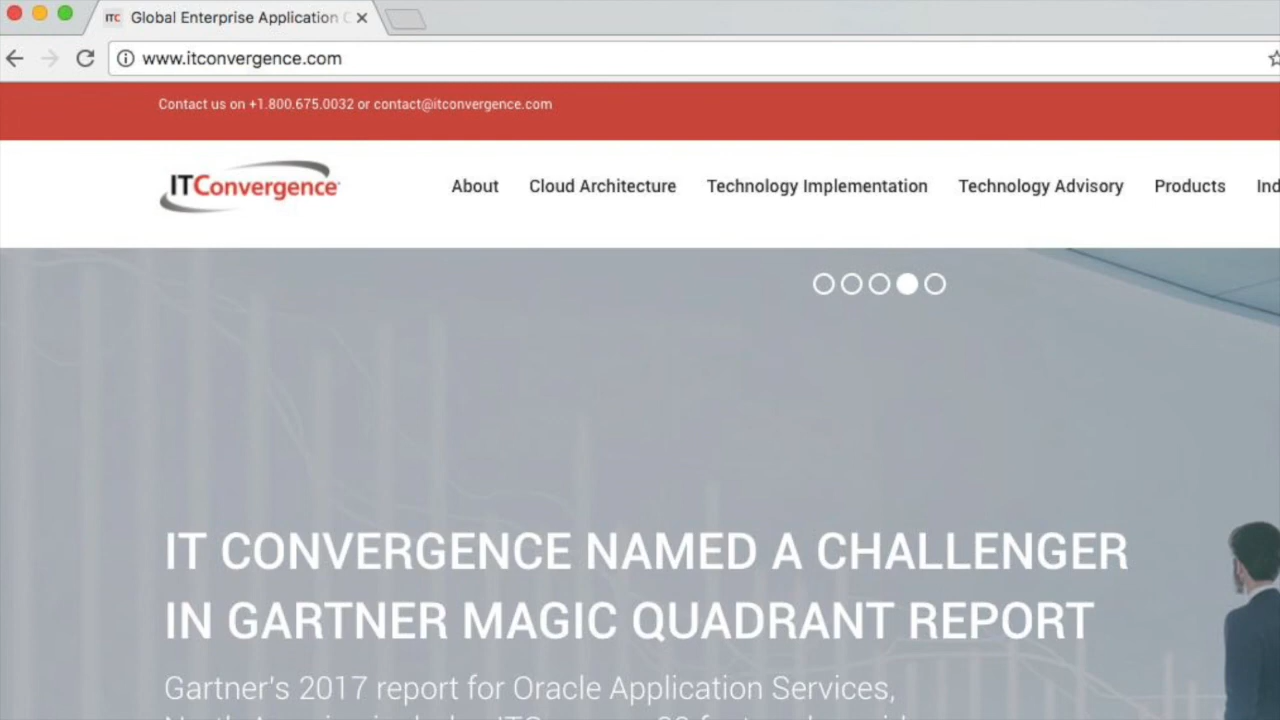 ITC Global Enterprise Application
www.itconvergence.com
Contact us on +1.800.675.0032 or contact@itconvergence.com
ITConvergence
About Cloud Architecture Technology Implementation Technology Advisory Products Ind
IT CONVERGENCE NAMED A CHALLENGER
IN GARTNER MAGIC QUADRANT REPORT
Gartner's 2017 report for Oracle Application Services,